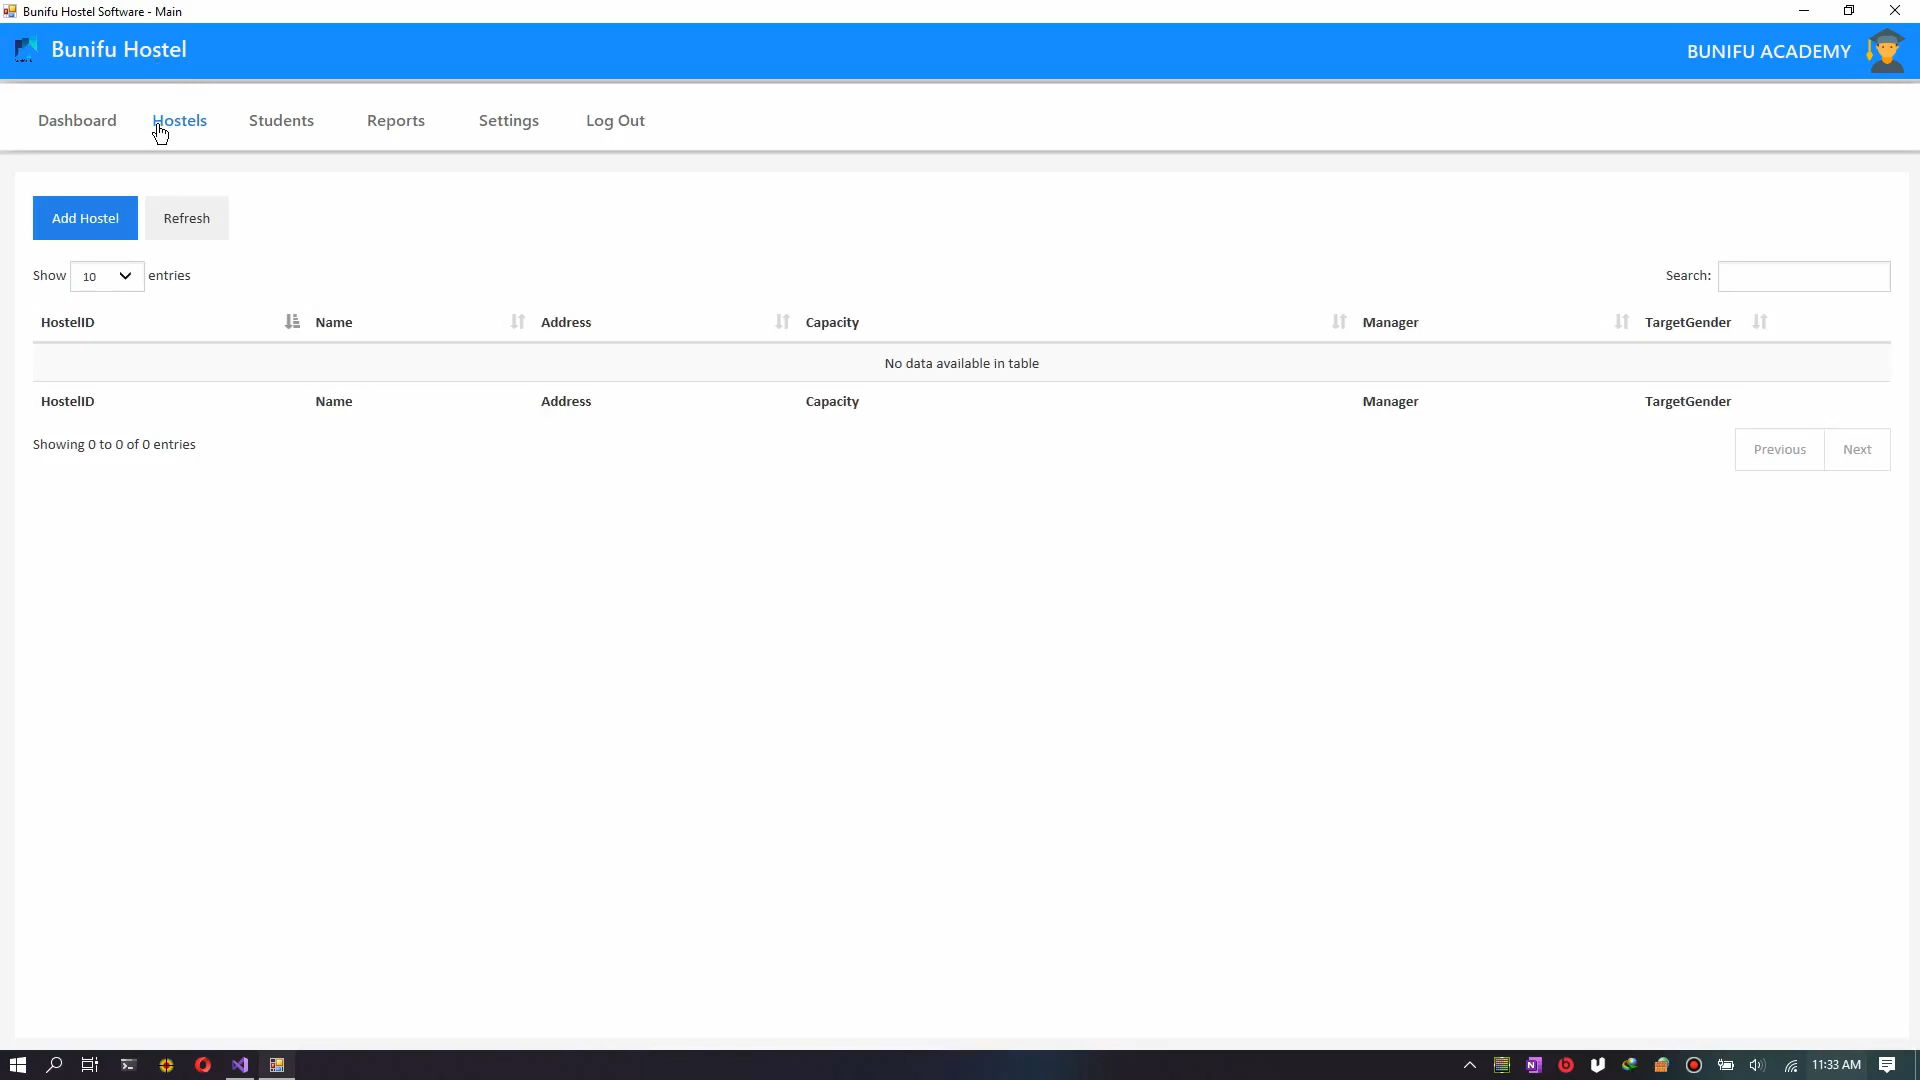 Bunifu Hostel Software - Main
Bunifu Hostel
BUNIFU ACADEMY
Dashboard Hostels Students Reports Settings Log Out
Add Hostel Refresh
Show 10 entries Search:
HostelID Name Address Capacity Manager TargetGender
No data available in table
HostelID Name Address Capacity Manager TargetGender
Showing 0 to 0 of 0 entries
Previous Next
11:33 AM